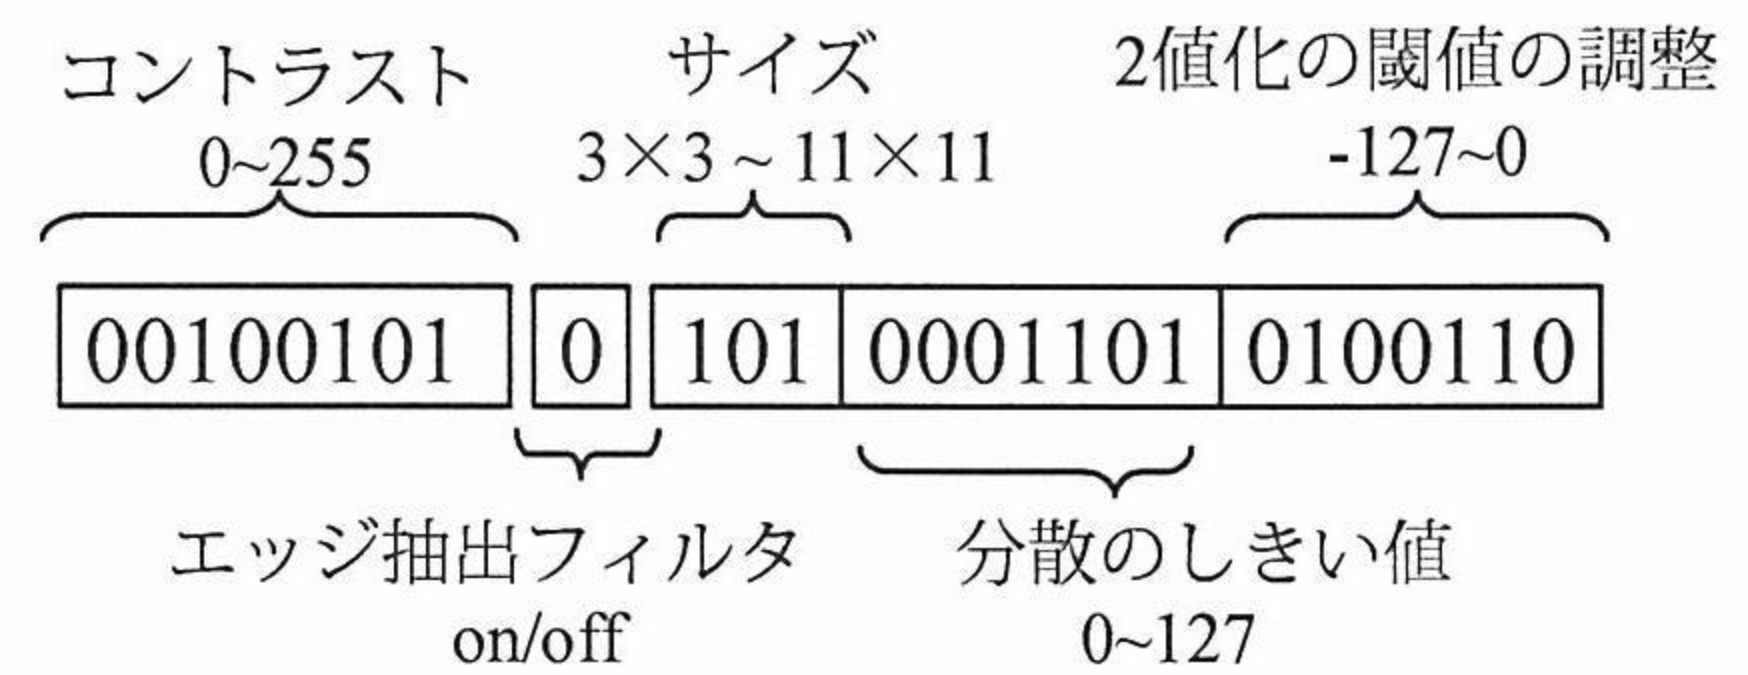 コントラスト
0~255
サイズ
3×3 ~ 11×11
2値化の閾値の調整
-127~0
00100101 0 101 0001101 0100110
エッジ抽出フィルタ
on/off
分散のしきい値
0~127